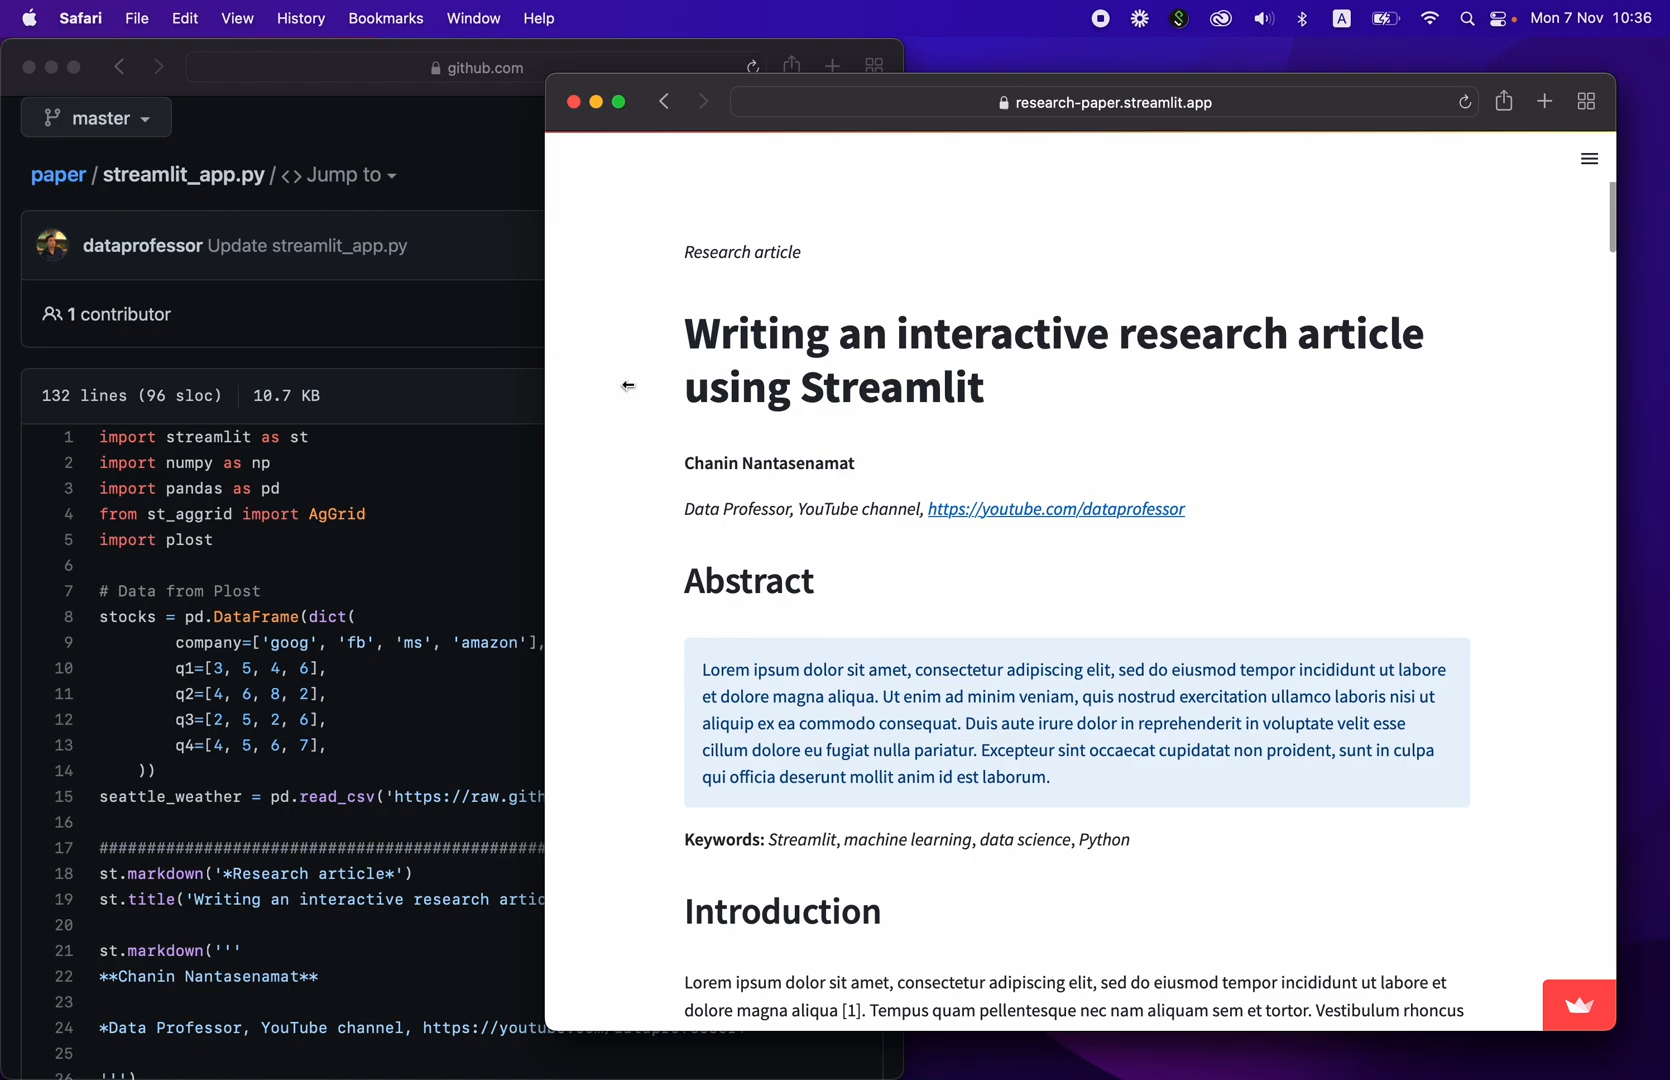 Safari File Edit View History Bookmarks Window Help
A
Mon 7 Nov 10:36
github.com
master
paper / streamlit_app.py / <> Jump to
dataprofessor Update streamlit_app.py
1 contributor
132 lines (96 sloc) 10.7 KB
1 import streamlit as st
2 import numpy as np
3 import pandas as pd
4 from st_aggrid import AgGrid
5 import plost
6
7 # Data from Plost
8 stocks = pd.DataFrame(dict(
9 company=['goog', 'fb', 'ms', 'amazon'],
10 q1=[3, 5, 4, 6],
11 q2=[4, 6, 8, 2],
12 q3=[2, 5, 2, 6],
13 q4=[4, 5, 6, 7],
14 ))
15 seattle_weather = pd.read_csv('https://raw.gith
16
17 ###############################################
18 st.markdown('*Research article*')
19 st.title('Writing an interactive research artic
20
21 st.markdown('''
22 **Chanin Nantasenamat**
23
24 *Data Professor, YouTube channel, https://youtu
25
26 ''')
research-paper.streamlit.app
Research article
Writing an interactive research article
using Streamlit
Chanin Nantasenamat
Data Professor, YouTube channel, https://youtube.com/dataprofessor
Abstract
Lorem ipsum dolor sit amet, consectetur adipiscing elit, sed do eiusmod tempor incididunt ut labore
et dolore magna aliqua. Ut enim ad minim veniam, quis nostrud exercitation ullamco laboris nisi ut
aliquip ex ea commodo consequat. Duis aute irure dolor in reprehenderit in voluptate velit esse
cillum dolore eu fugiat nulla pariatur. Excepteur sint occaecat cupidatat non proident, sunt in culpa
qui officia deserunt mollit anim id est laborum.
Keywords: Streamlit, machine learning, data science, Python
Introduction
Lorem ipsum dolor sit amet, consectetur adipiscing elit, sed do eiusmod tempor incididunt ut labore et
dolore magna aliqua [1]. Tempus quam pellentesque nec nam aliquam sem et tortor. Vestibulum rhoncus